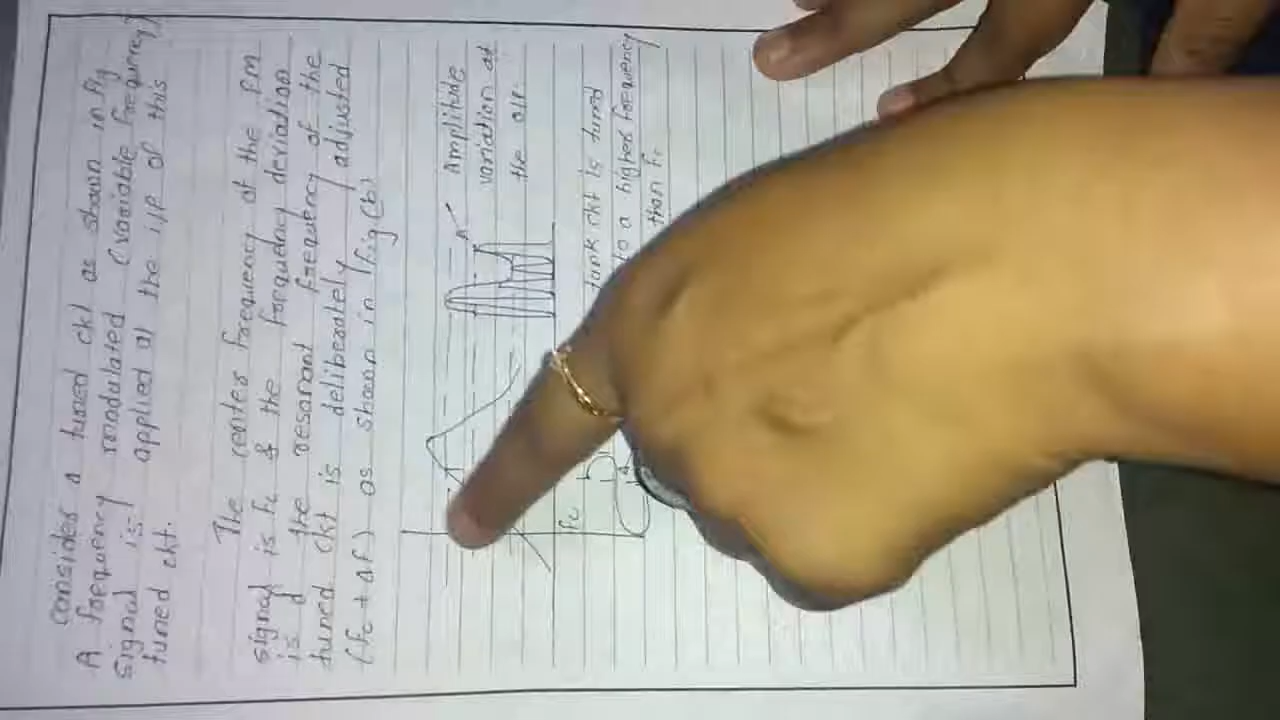 consider a tuned ckt as shown in fig
A frequency modulated (variable frequency)
signal is applied at the i/p of this
tuned ckt.
The center frequency of the FM
signal is fc & the frequency deviation
is d the resonant frequency of the
tuned ckt is deliberately adjusted
(fc + Δf) as shown in fig (b)
Amplitude
variation at
the o/p
A
fc
tank ckt is tuned
to a higher frequency
than fc